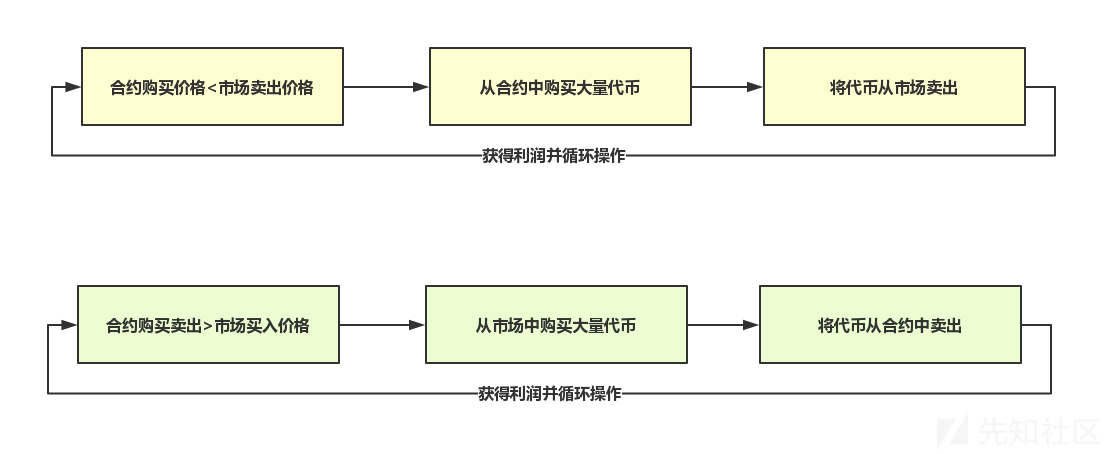 合约购买价格<市场卖出价格
从合约中购买大量代币
将代币从市场卖出
获得利润并循环操作
合约购买卖出>市场买入价格
从市场中购买大量代币
将代币从合约中卖出
获得利润并循环操作
先知社区